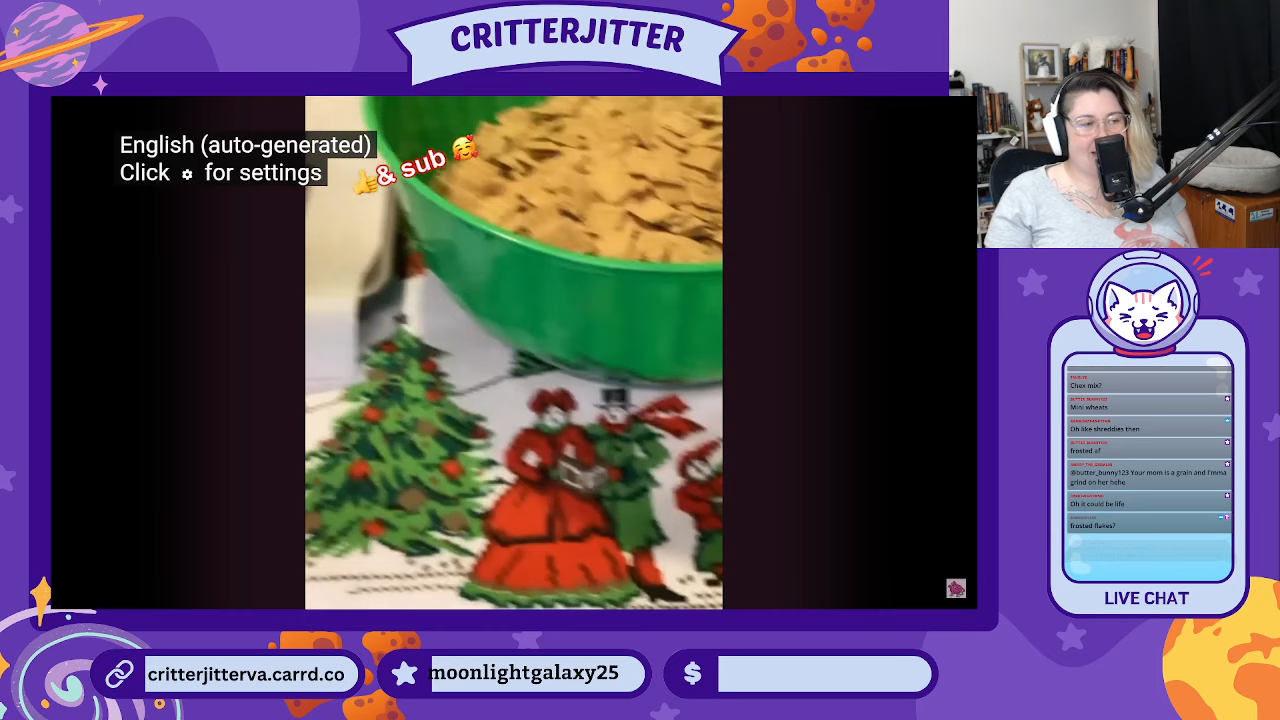 CRITTERJITTER
English (auto-generated)
Click for settings
& sub
Chex mix?
Mini wheats
Oh like shreddies then
frosted af
@butter_bunny123 Your mom is a grain and I'mma
grind on her hehe
Oh it could be life
frosted flakes?
LIVE CHAT
critterjitterva.carrd.co
moonlightgalaxy25
$